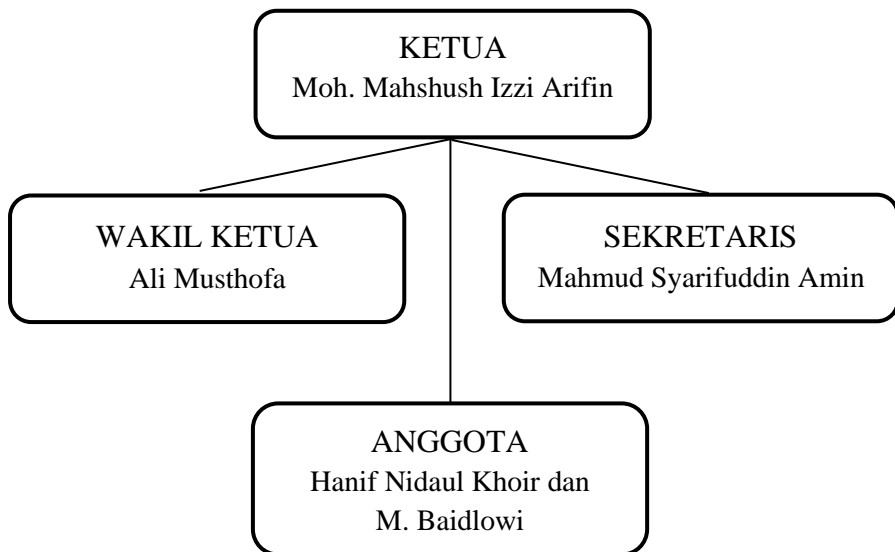 KETUA
Moh. Mahshush Izzi Arifin
WAKIL KETUA
Ali Musthofa
SEKRETARIS
Mahmud Syarifuddin Amin
ANGGOTA
Hanif Nidaul Khoir dan
M. Baidlowi